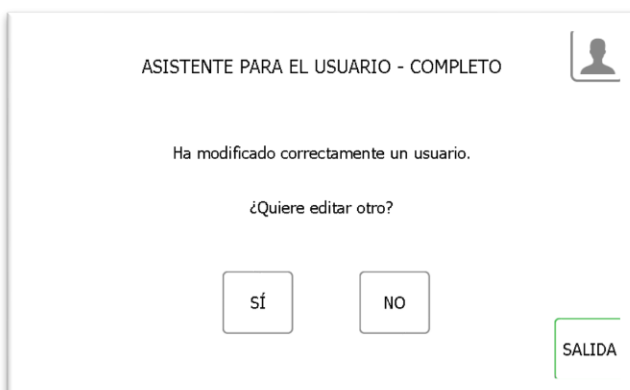 ASISTENTE PARA EL USUARIO - COMPLETO
Ha modificado correctamente un usuario.
¿Quiere editar otro?
SÍ
NO
SALIDA